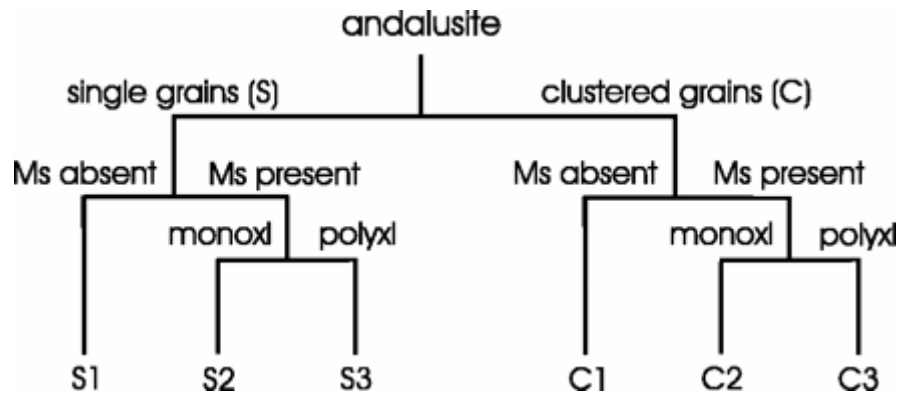 andalusite
single grains (S) clustered grains (C)
Ms absent Ms present Ms absent Ms present
monoxl polyxl monoxl polyxl
S1 S2 S3 C1 C2 C3